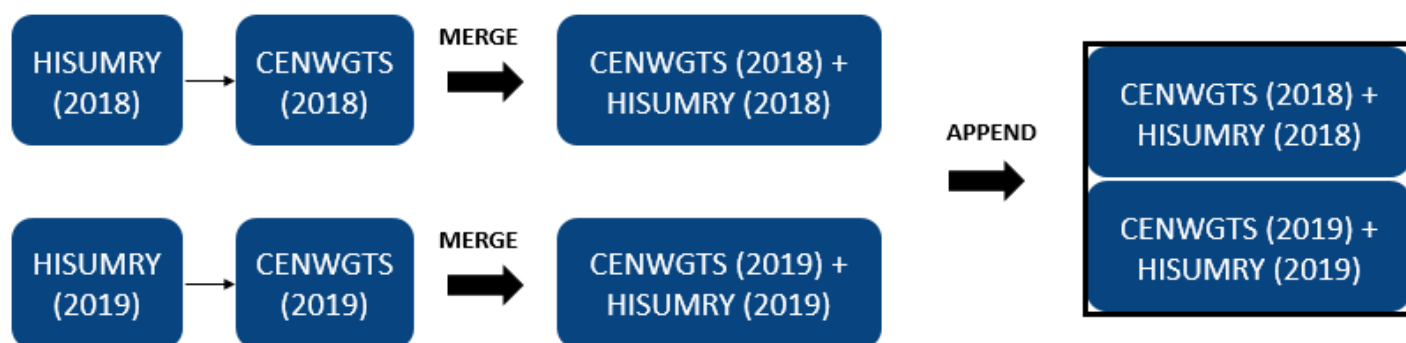 HISUMRY
(2018)
CENWGTS
(2018)
MERGE
CENWGTS (2018) +
HISUMRY (2018)
HISUMRY
(2019)
CENWGTS
(2019)
MERGE
CENWGTS (2019) +
HISUMRY (2019)
APPEND
CENWGTS (2018) +
HISUMRY (2018)
CENWGTS (2019) +
HISUMRY (2019)